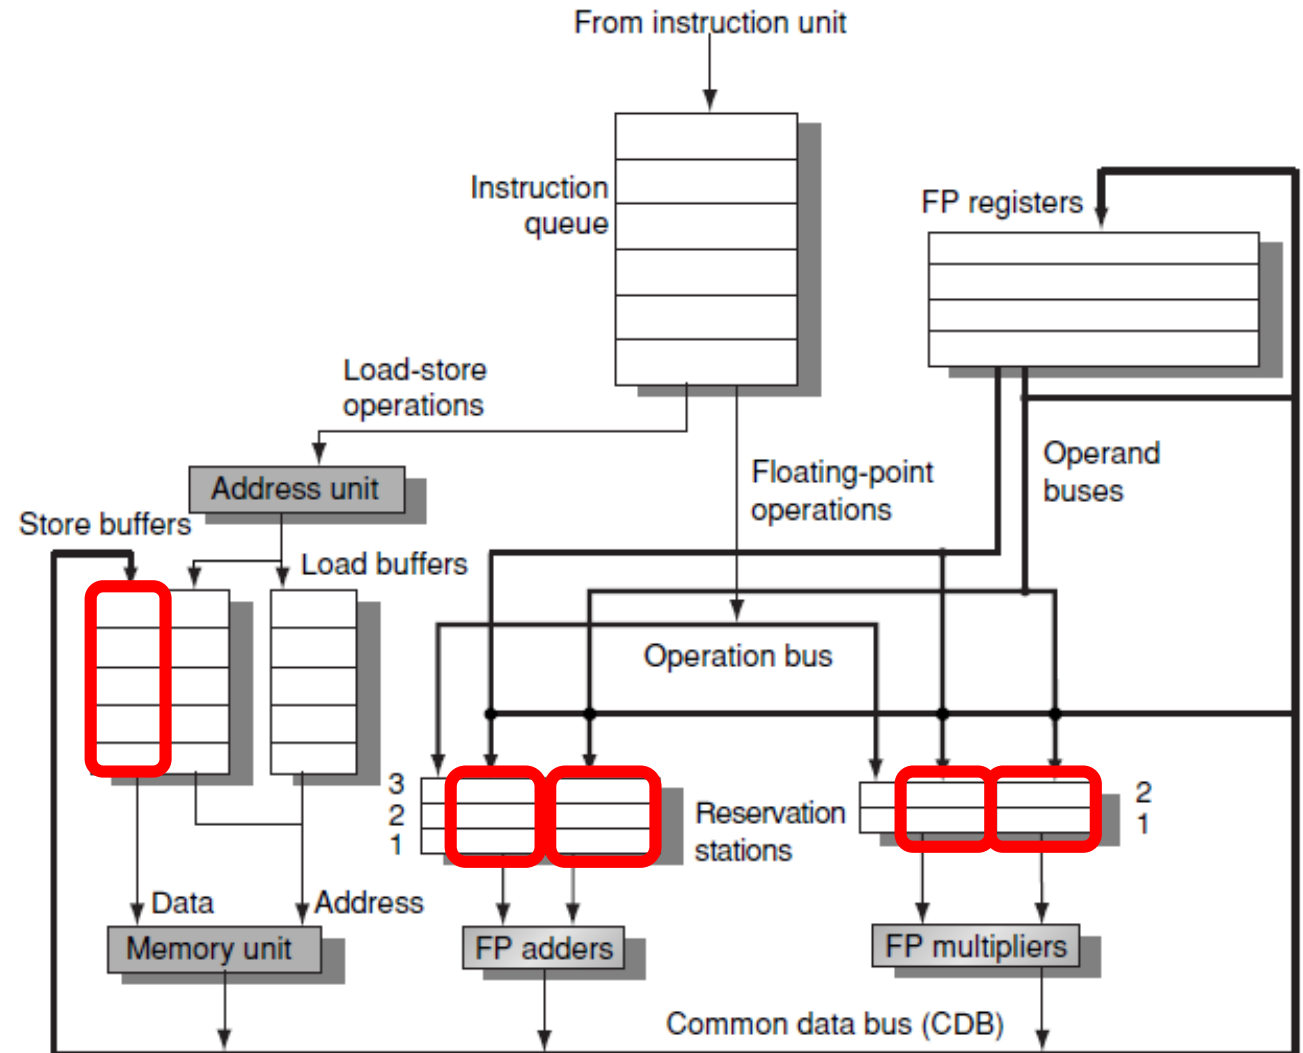 From instruction unit
Instruction
queue
FP registers
Load-store
operations
Address unit
Floating-point
operations
Operand
buses
Store buffers
Load buffers
Operation bus
3
2
1
Reservation
stations
2
1
Data
Address
Memory unit
FP adders
FP multipliers
Common data bus (CDB)